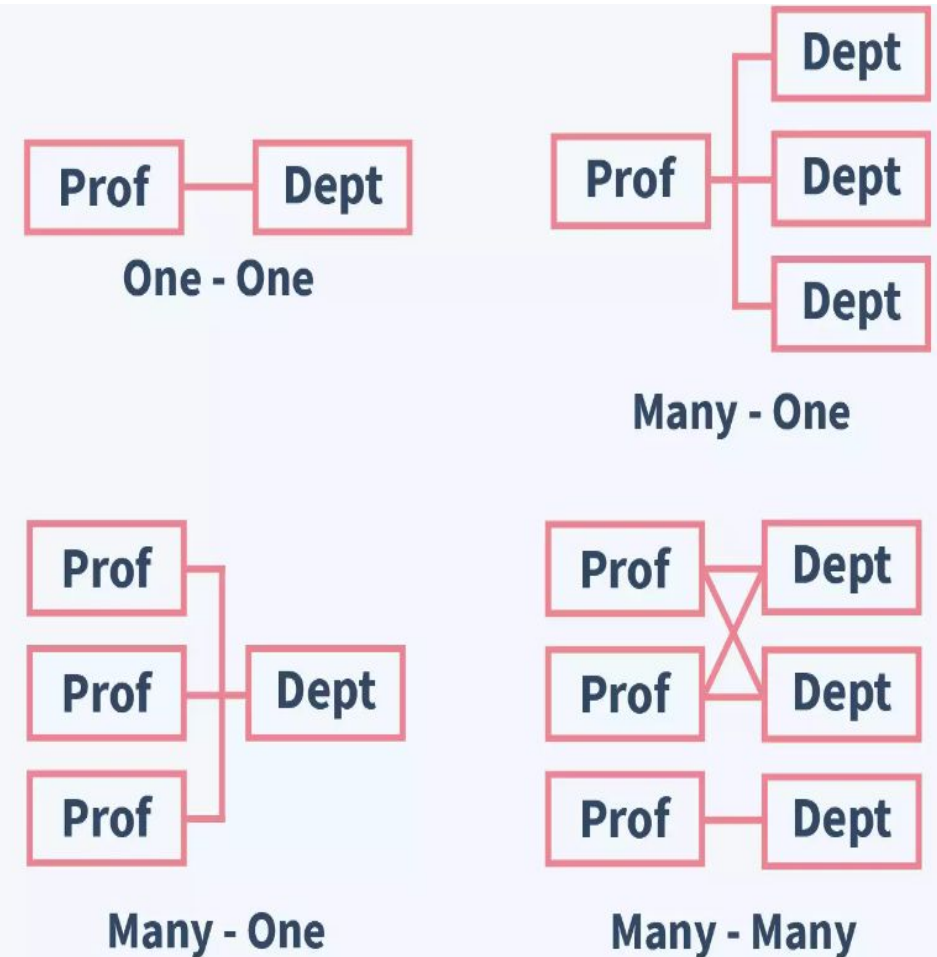 Prof
Dept
One - One
Prof
Dept
Dept
Dept
Many - One
Prof
Prof
Prof
Dept
Many - One
Prof
Dept
Prof
Dept
Prof
Dept
Many - Many